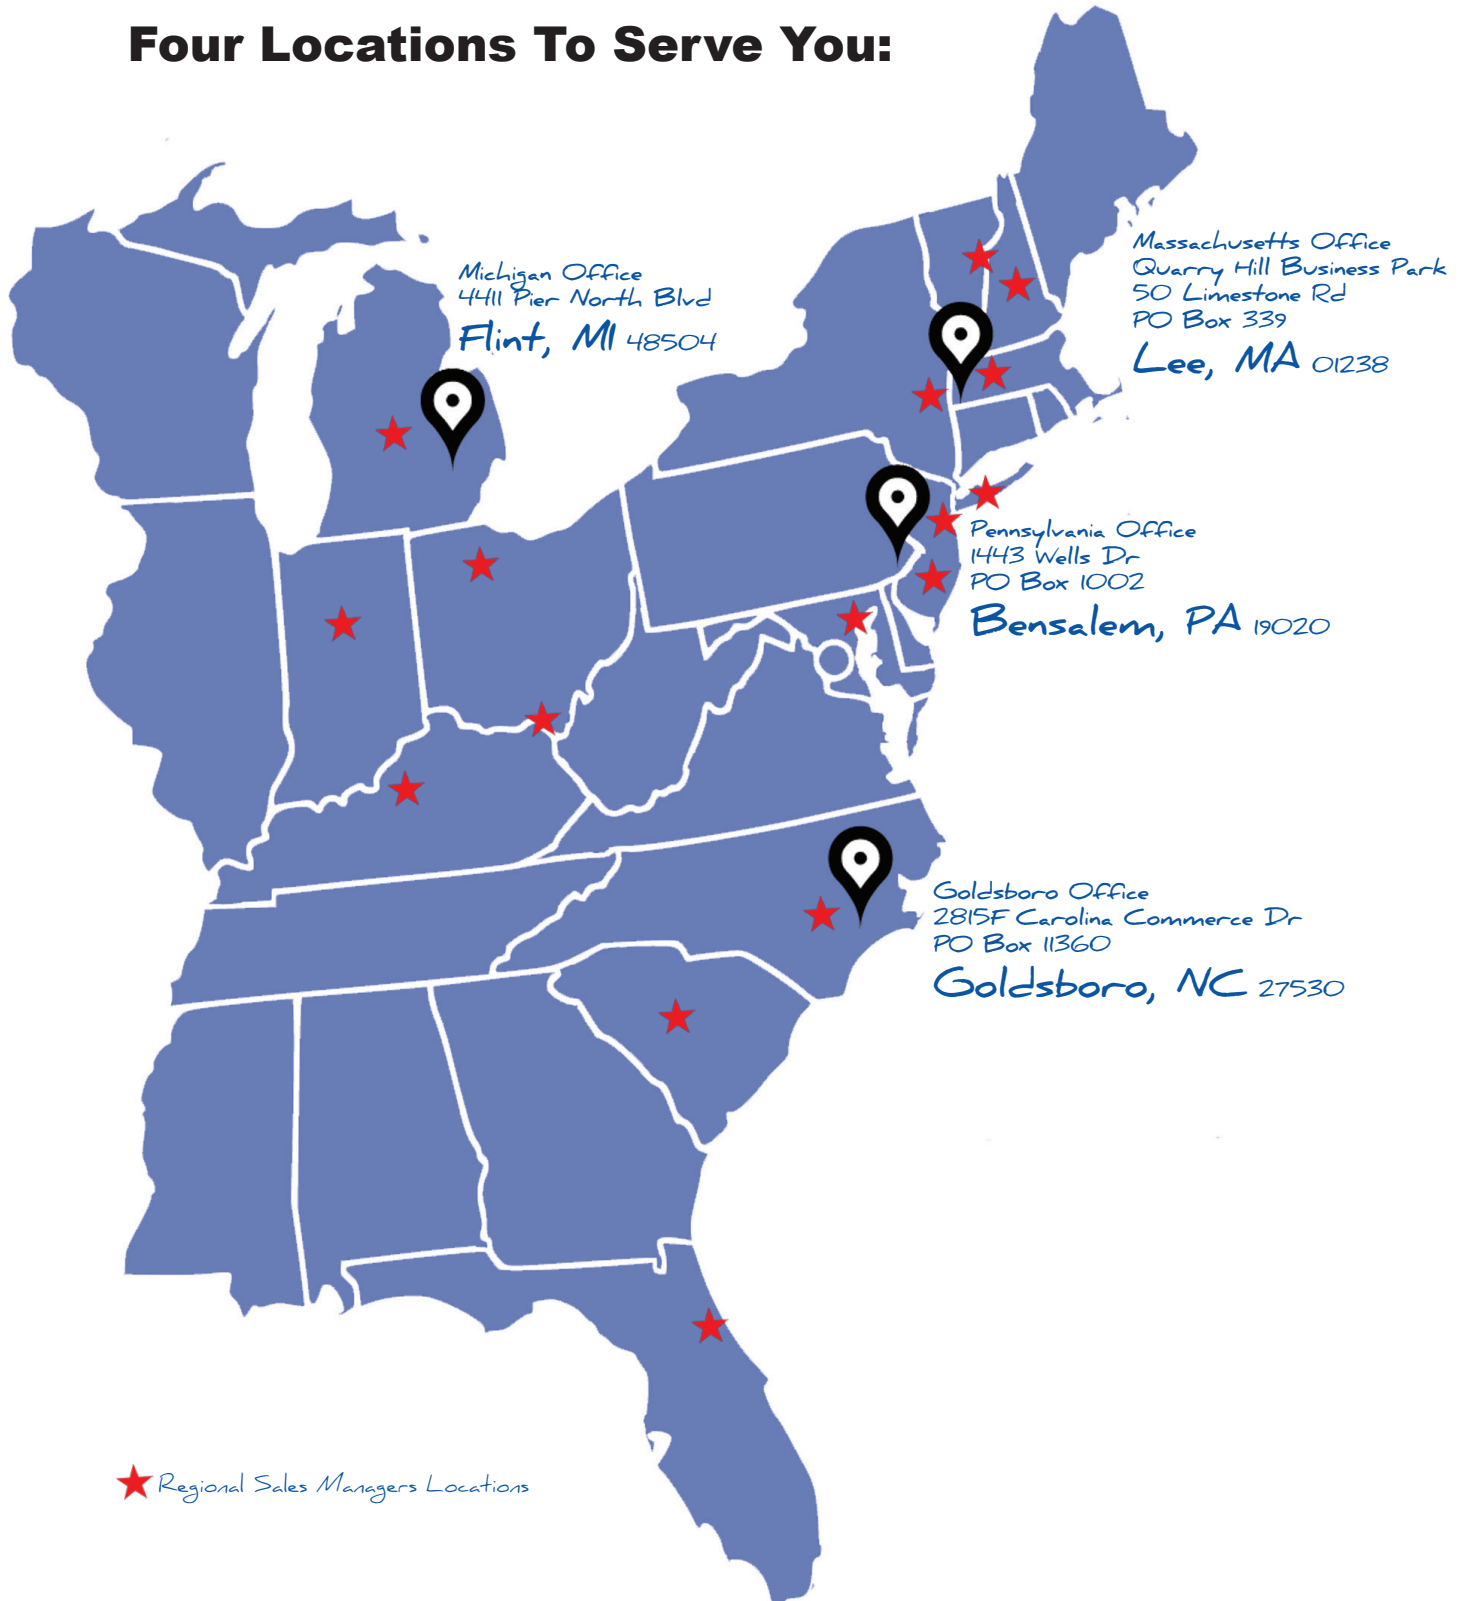 Four Locations To Serve You:
Massachusetts Office
Quarry Hill Business Park
50 Limestone Rd
PO Box 339
Lee, MA 01238
Michigan Office
4411 Pier North Blvd
Flint, MI 48504
Pennsylvania Office
1443 Wells Dr
PO Box 1002
Bensalem, PA 19020
Goldsboro Office
2815F Carolina Commerce Dr
PO Box 11360
Goldsboro, NC 27530
Regional Sales Managers Locations